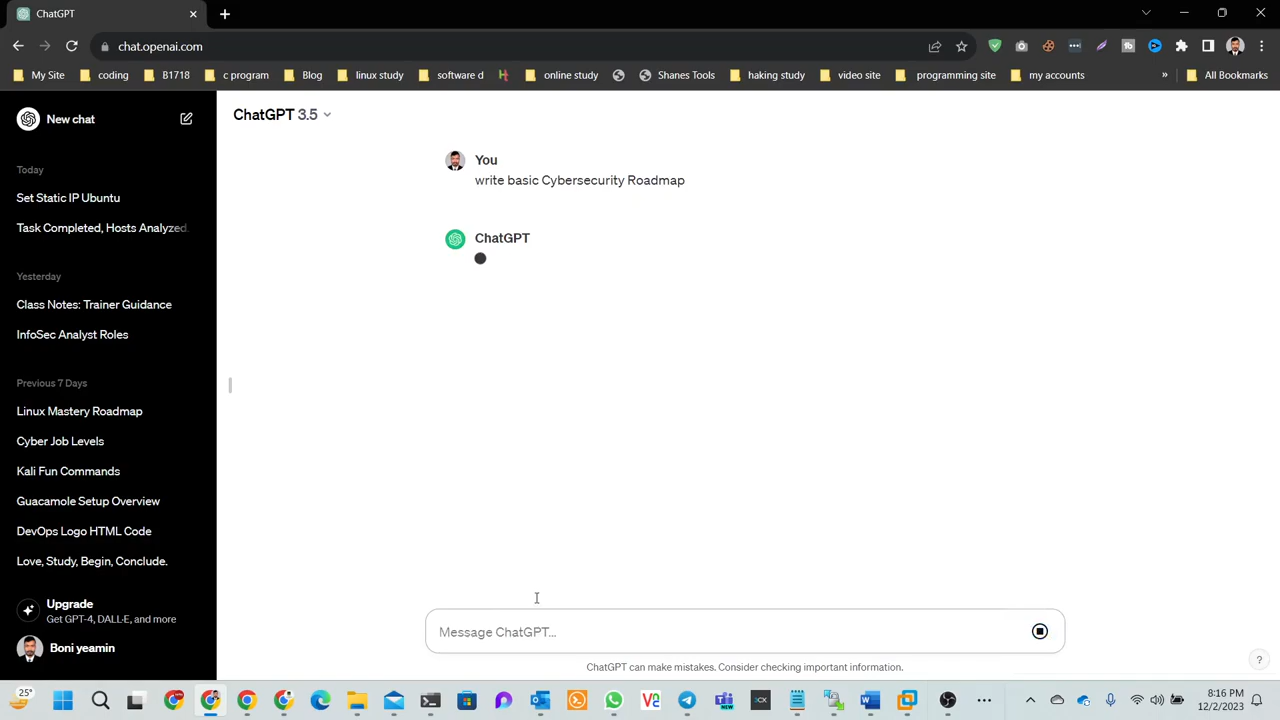 ChatGPT
chat.openai.com
My Site coding B1718 c program Blog linux study software d online study Shanes Tools haking study valo site programming site my accounts » All Bookmarks
New chat
ChatGPT 3.5
You
write basic Cybersecurity Roadmap
Today
Set Static IP Ubuntu
Task Completed, Hosts Analyzed.
ChatGPT
Yesterday
Class Notes: Trainer Guidance
InfoSec Analyst Roles
Previous 7 Days
Linux Mastery Roadmap
Cyber Job Levels
Kali Fun Commands
Guacamole Setup Overview
DevOps Logo HTML Code
Love, Study, Begin, Conclude.
Upgrade
Get GPT-4, DALL·E, and more
Boni yeamin
Message ChatGPT...
ChatGPT can make mistakes. Consider checking important information.
?
25°
8:16 PM
12/2/2023